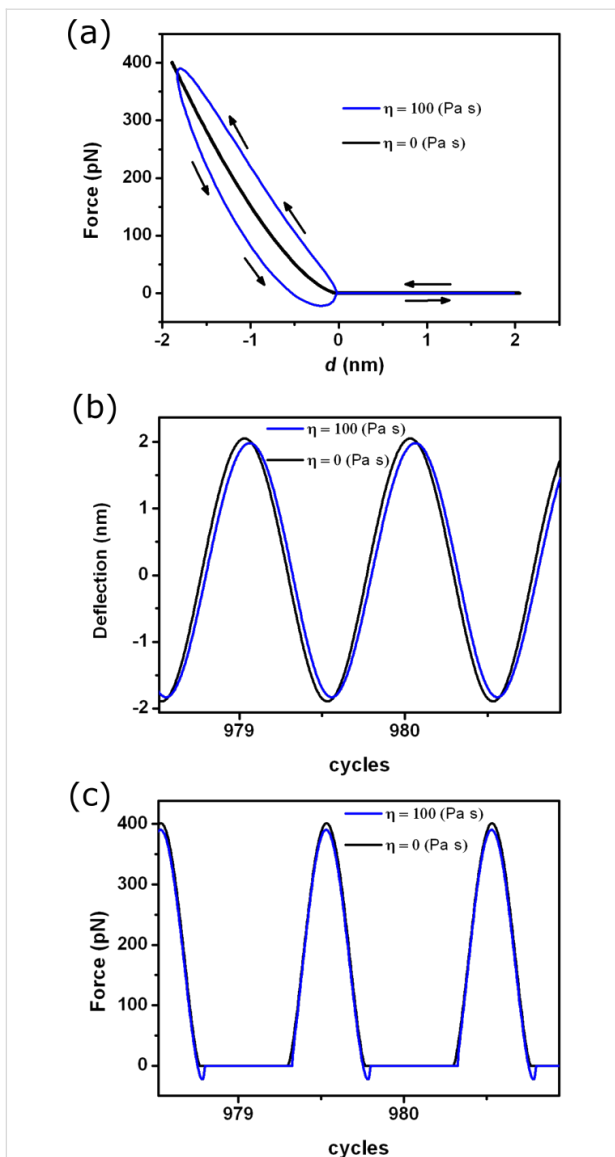 (a)
400
300
200
100
0
Force (pN)
η = 100 (Pa s)
η = 0 (Pa s)
-2
-1
0
1
2
d (nm)
(b)
2
1
0
-1
-2
Deflection (nm)
η = 100 (Pa s)
η = 0 (Pa s)
979
980
cycles
(c)
400
300
200
100
0
Force (pN)
η = 100 (Pa s)
η = 0 (Pa s)
979
980
cycles